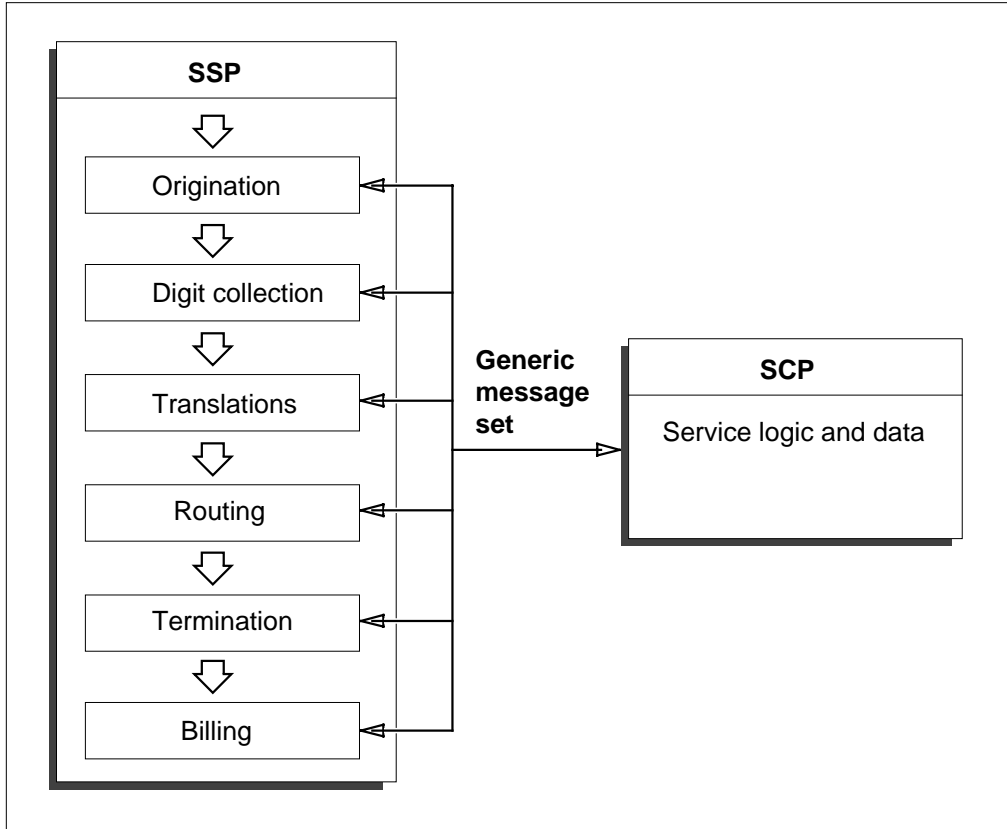 SSP
Origination
Digit collection
Translations
Routing
Termination
Billing
Generic
message
set
SCP
Service logic and data